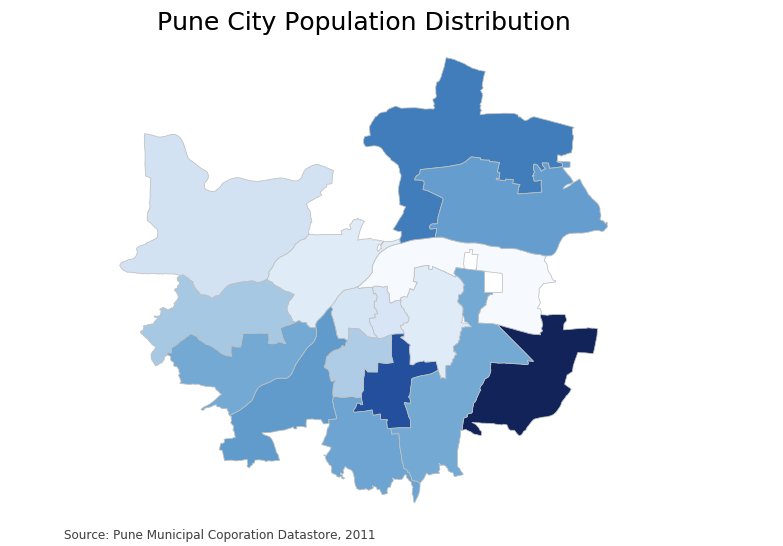 Pune City Population Distribution
Source: Pune Municipal Coporation Datastore, 2011